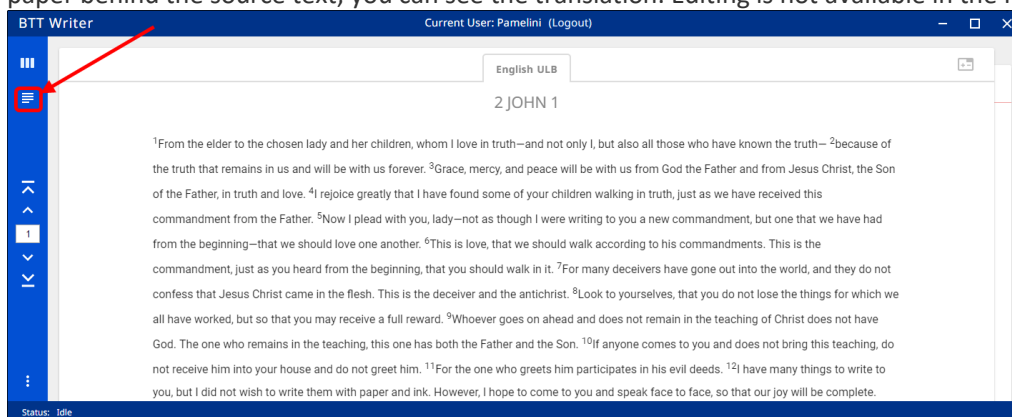 paper behind the source text, you can see the translation. Editing is not available in the
BTT Writer
Current User: Pamelini (Logout)
English ULB
2 JOHN 1
1From the elder to the chosen lady and her children, whom I love in truth—and not only I, but also all those who have known the truth— 2because of
the truth that remains in us and will be with us forever. 3Grace, mercy, and peace will be with us from God the Father and from Jesus Christ, the Son
of the Father, in truth and love. 4I rejoice greatly that I have found some of your children walking in truth, just as we have received this
commandment from the Father. 5Now I plead with you, lady—not as though I were writing to you a new commandment, but one that we have had
1
from the beginning—that we should love one another. 6This is love, that we should walk according to his commandments. This is the
commandment, just as you heard from the beginning, that you should walk in it. 7For many deceivers have gone out into the world, and they do not
confess that Jesus Christ came in the flesh. This is the deceiver and the antichrist. 8Look to yourselves, that you do not lose the things for which we
all have worked, but so that you may receive a full reward. 9Whoever goes on ahead and does not remain in the teaching of Christ does not have
God. The one who remains in the teaching, this one has both the Father and the Son. 10If anyone comes to you and does not bring this teaching, do
not receive him into your house and do not greet him. 11For the one who greets him participates in his evil deeds. 12I have many things to write to
you, but I did not wish to write them with paper and ink. However, I hope to come to you and speak face to face, so that our joy will be complete.
Status: Idle